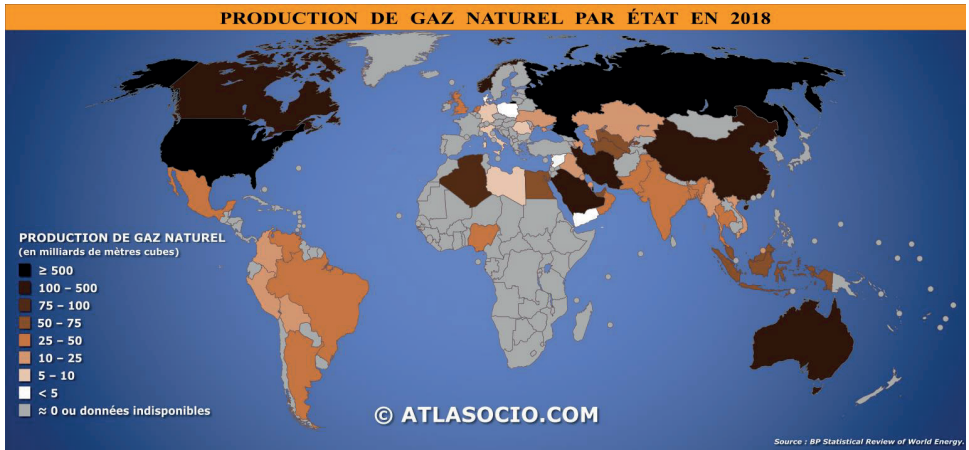 PRODUCTION DE GAZ NATUREL PAR ÉTAT EN 2018
PRODUCTION DE GAZ NATUREL
(en milliards de mètres cubes)
≥ 500
100 – 500
75 – 100
50 – 75
25 – 50
10 – 25
5 – 10
< 5
≈ 0 ou données indisponibles
© ATLASOCIO.COM
Source : BP Statistical Review of World Energy.